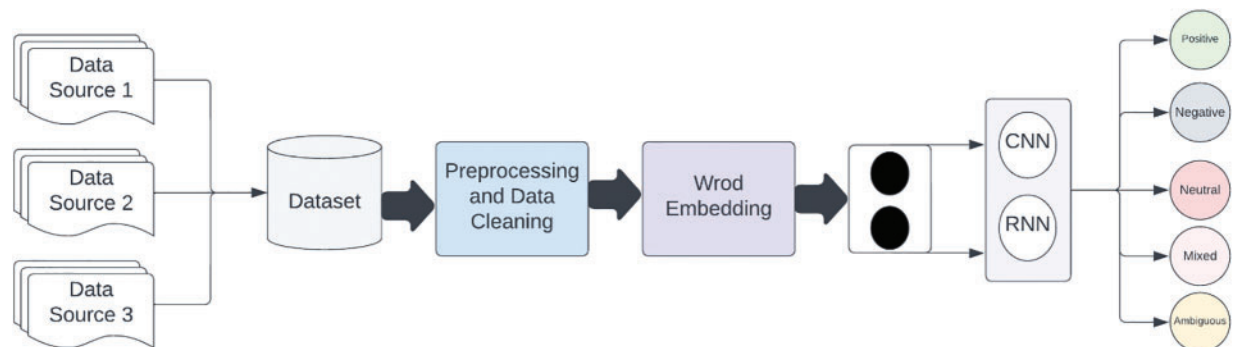 Data
Source 1
Data
Source 2
Data
Source 3
Dataset
Preprocessing
and Data
Cleaning
Wrod
Embedding
CNN
RNN
Positive
Negative
Neutral
Mixed
Ambiguous